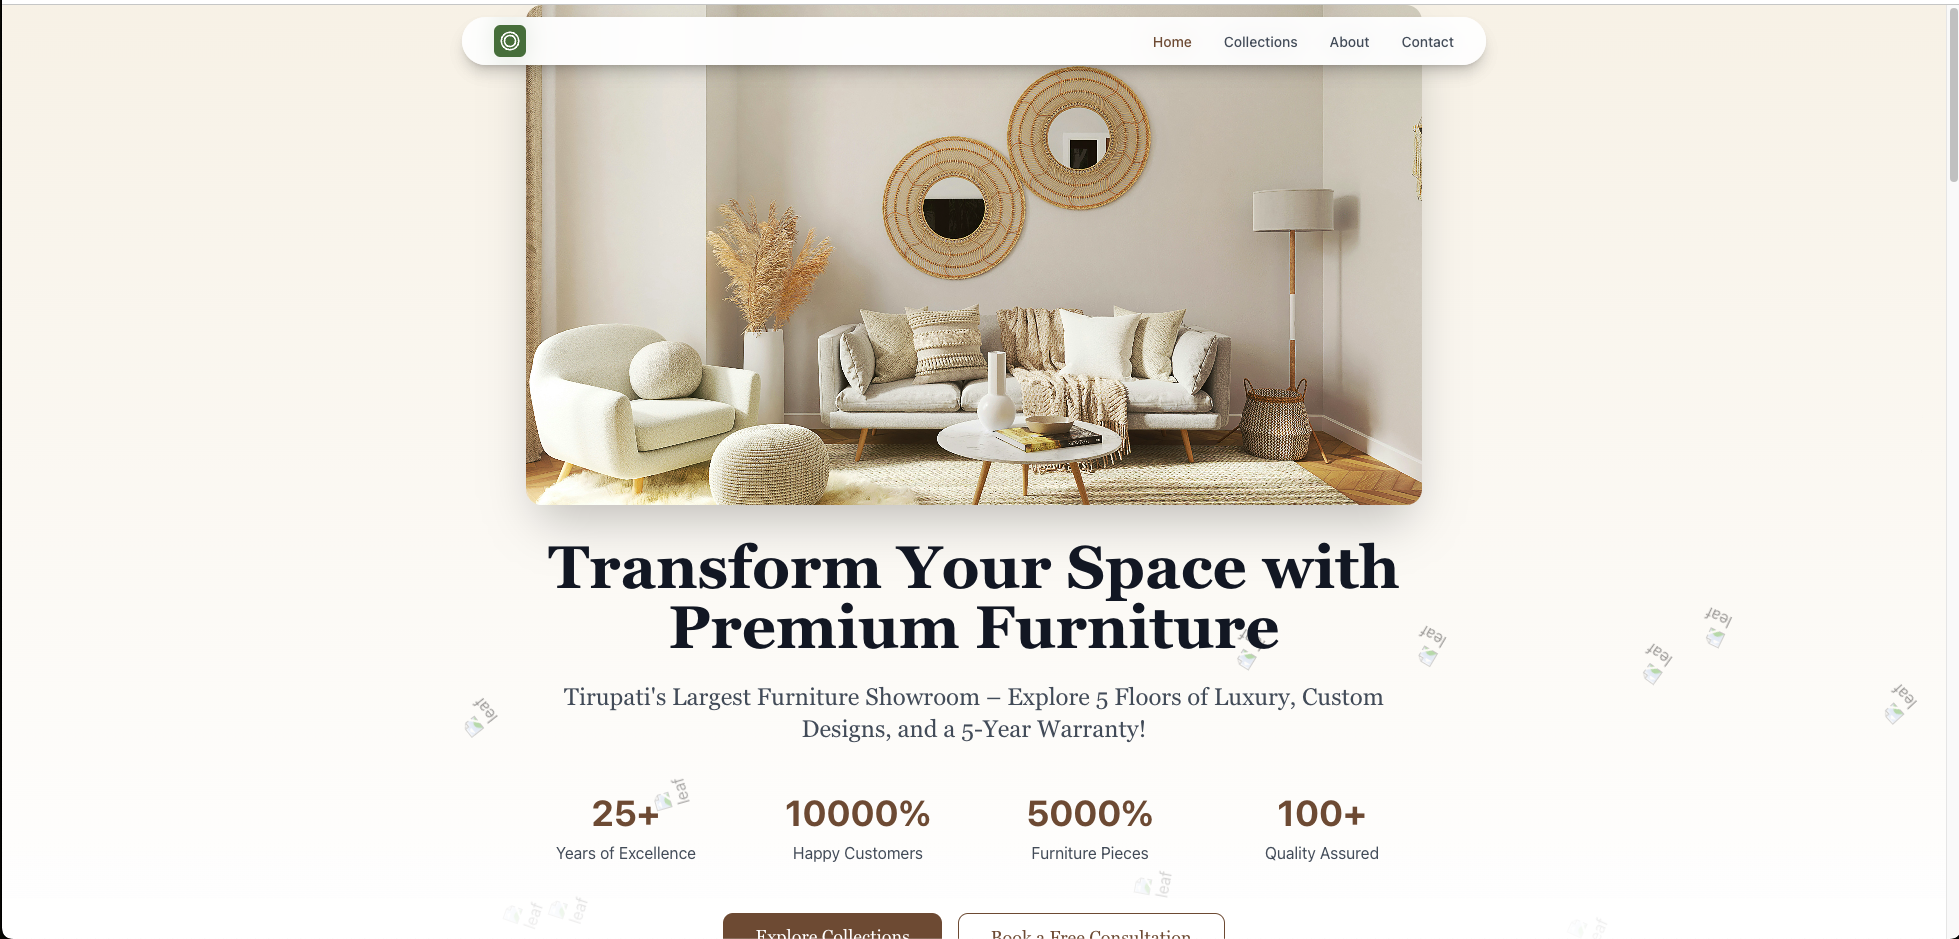 Home Collections About Contact
Transform Your Space with
Premium Furniture
leaf
leaf
leaf
leaf
Tirupati's Largest Furniture Showroom – Explore 5 Floors of Luxury, Custom
leaf
leaf
Designs, and a 5-Year Warranty!
leaf
25+ 10000% 5000% 100+
Years of Excellence Happy Customers Furniture Pieces Quality Assured
leaf
leaf
leaf
leaf
Explore Collections Book a Free Consultation